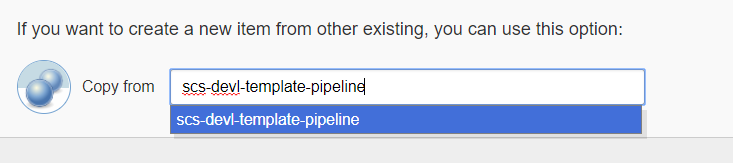 If you want to create a new item from other existing, you can use this option:
Copy from scs-devl-template-pipeline
scs-devl-template-pipeline